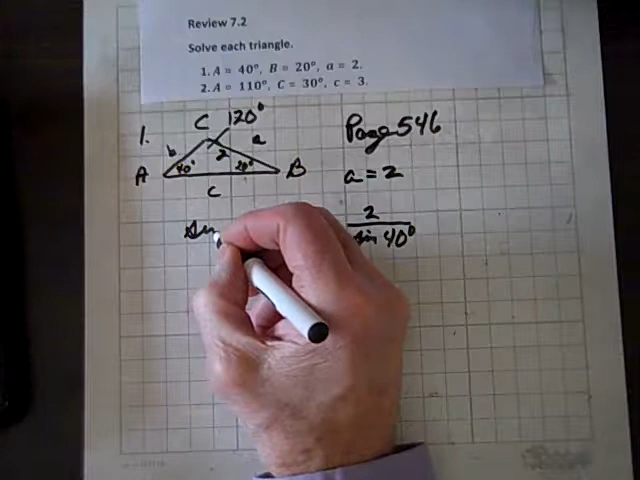 Review 7.2
Solve each triangle.
1. A = 40°, B = 20°, a = 2.
2. A = 110°, C = 30°, c = 3.
1.
C 120°
b
a
2
A 40° 20° B
c
Page 546
a = 2
2
sin 40°
sin